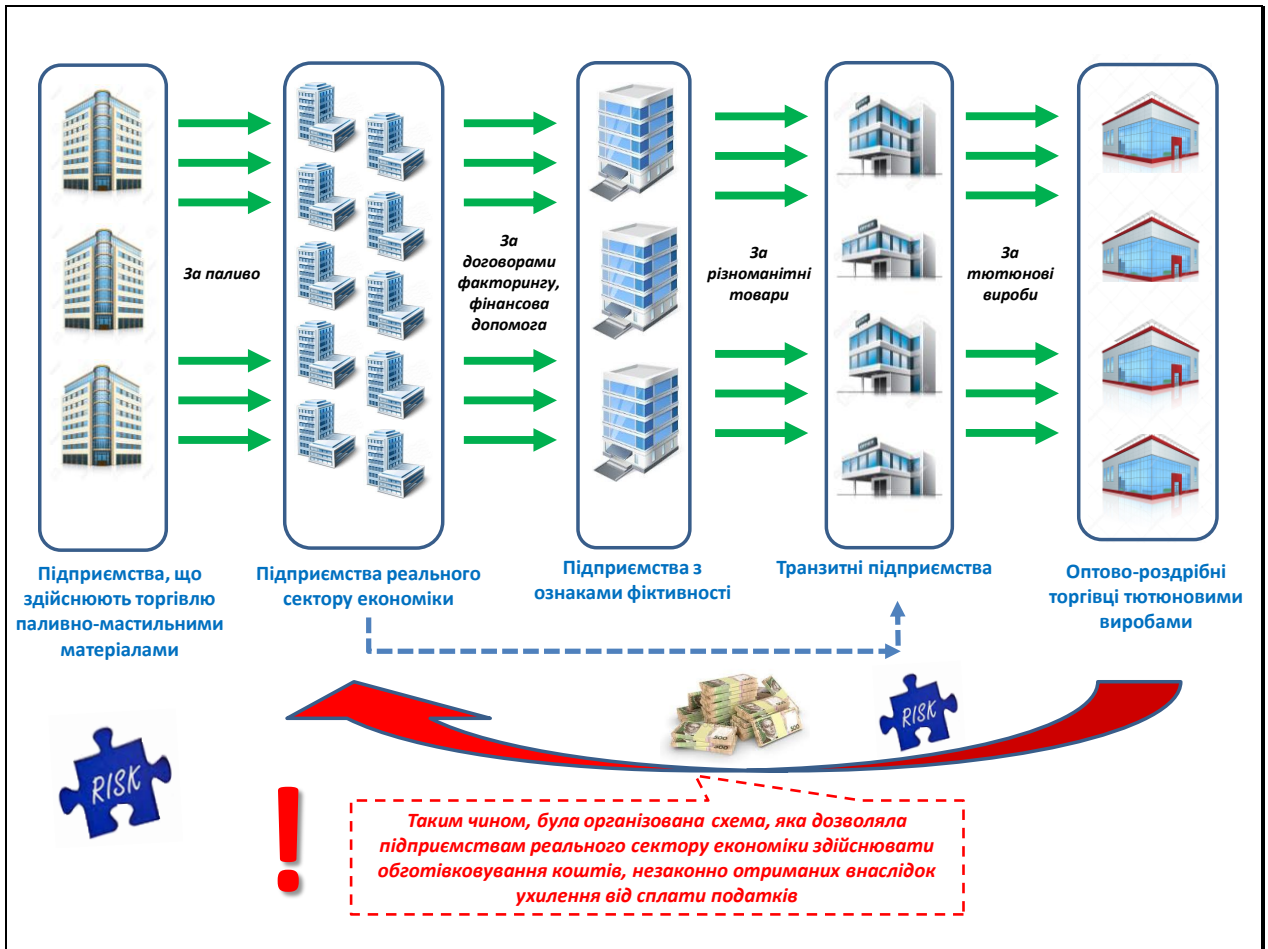 За паливо
За
договорами
факторингу,
фінансова
допомога
За
різноманітні
товари
За
тютюнові
вироби
Підприємства, що
здійснюють торгівлю
паливно-мастильними
матеріалами
Підприємства реального
сектору економіки
Підприємства з
ознаками фіктивності
Транзитні підприємства
Оптово-роздрібні
торгівці тютюновими
виробами
RISK
RISK
500
500
!
Таким чином, була організована схема, яка дозволяла
підприємствам реального сектору економіки здійснювати
обготівковування коштів, незаконно отриманих внаслідок
ухилення від сплати податків